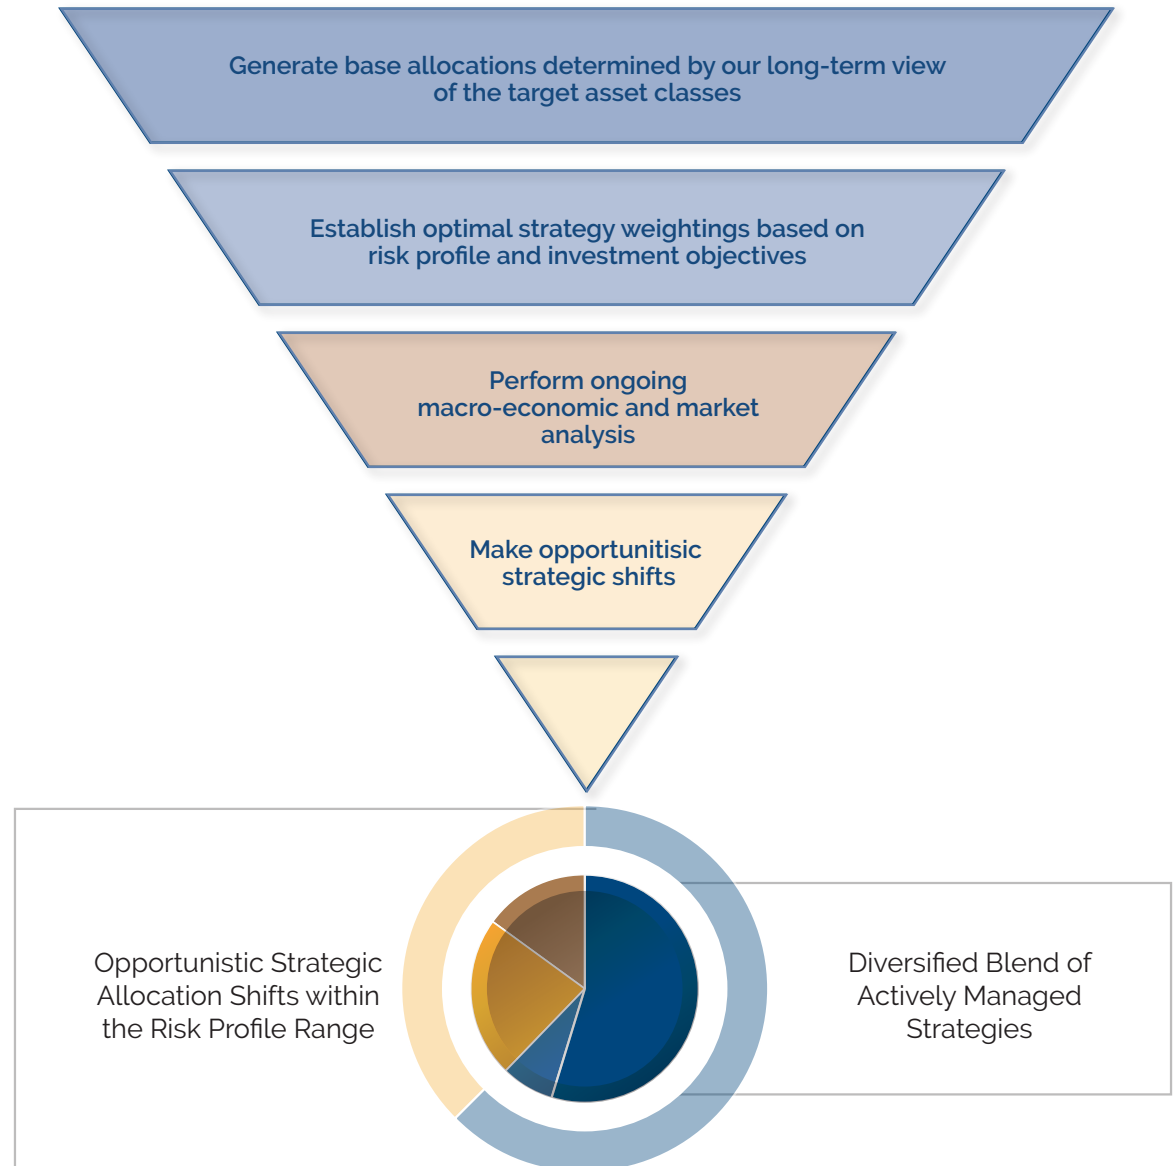 Generate base allocations determined by our long-term view
of the target asset classes
Establish optimal strategy weightings based on
risk profile and investment objectives
Perform ongoing
macro-economic and market
analysis
Make opportunitisic
strategic shifts
Opportunistic Strategic
Allocation Shifts within
the Risk Profile Range
Diversified Blend of
Actively Managed
Strategies